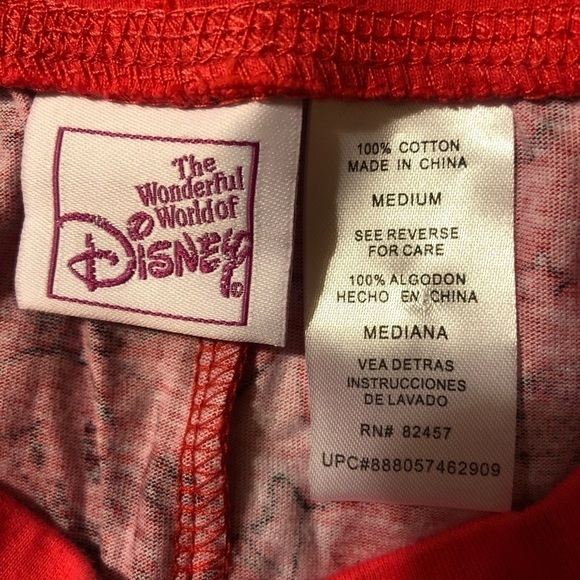 The
Wonderful
World of
Disney
100% COTTON
MADE IN CHINA
MEDIUM
SEE REVERSE
FOR CARE
100% ALGODON
HECHO EN CHINA
MEDIANA
VEA DETRAS
INSTRUCCIONES
DE LAVADO
RN# 82457
UPC#888057462909